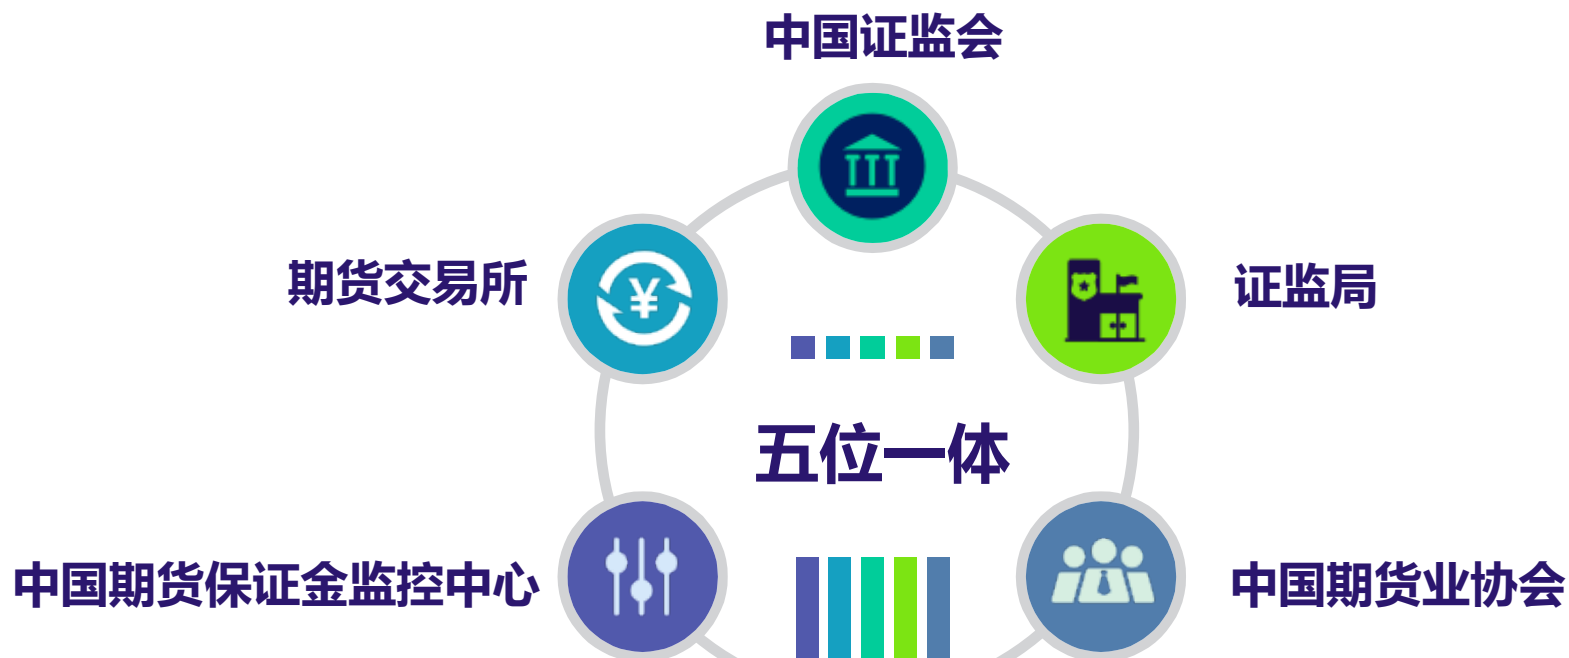 中国证监会
期货交易所
证监局
¥
五位一体
中国期货保证金监控中心
中国期货业协会